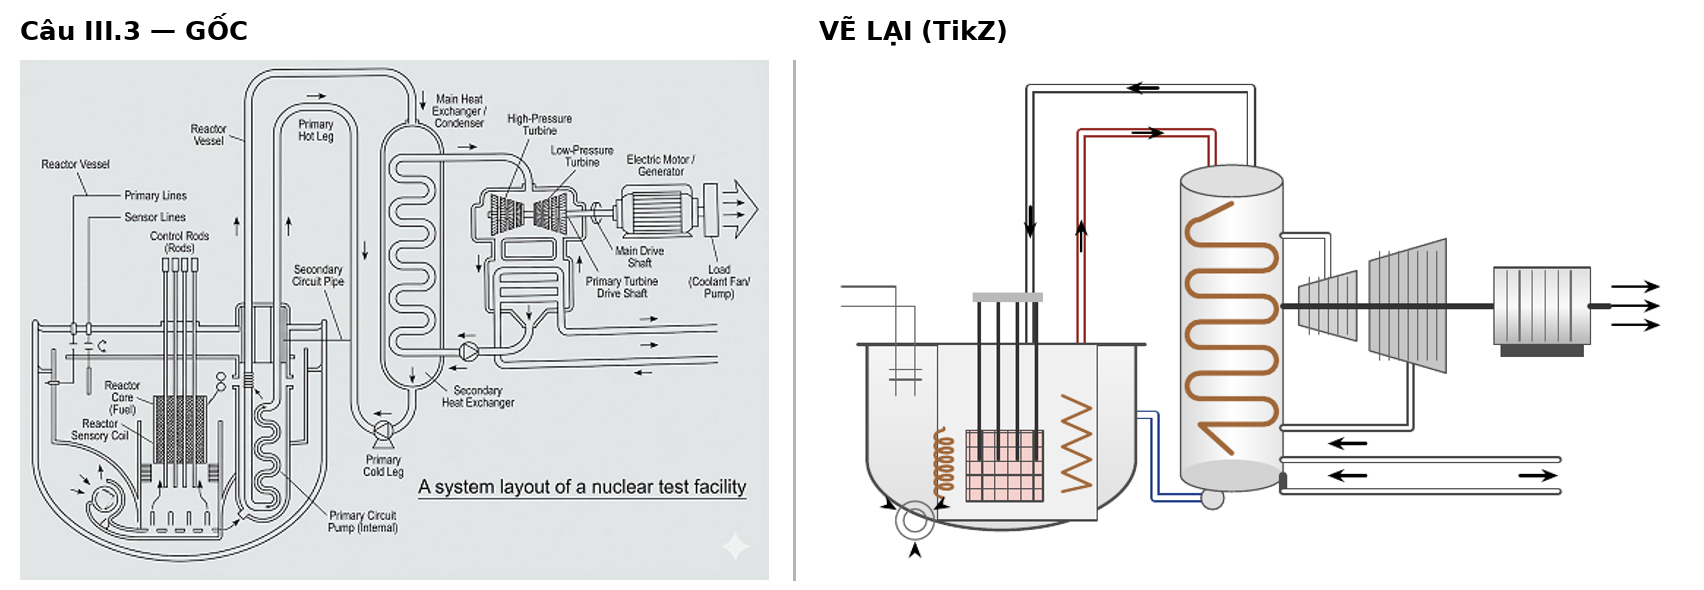 Câu III.3 — GỐC
VẼ LẠI (TikZ)
Main Heat
Exchanger /
Condenser
High-Pressure
Turbine
Reactor
Vessel
Primary
Hot Leg
Low-Pressure
Turbine
Electric Motor /
Generator
Reactor Vessel
Primary Lines
Sensor Lines
Control Rods
(Rods)
Secondary
Circuit Pipe
Main Drive
Shaft
Primary Turbine
Drive Shaft
Load
(Coolant Fan/
Pump)
Reactor
Core
(Fuel)
Reactor
Sensory Coil
Secondary
Heat Exchanger
Primary
Cold Leg
A system layout of a nuclear test facility
Primary Circuit
Pump (Internal)